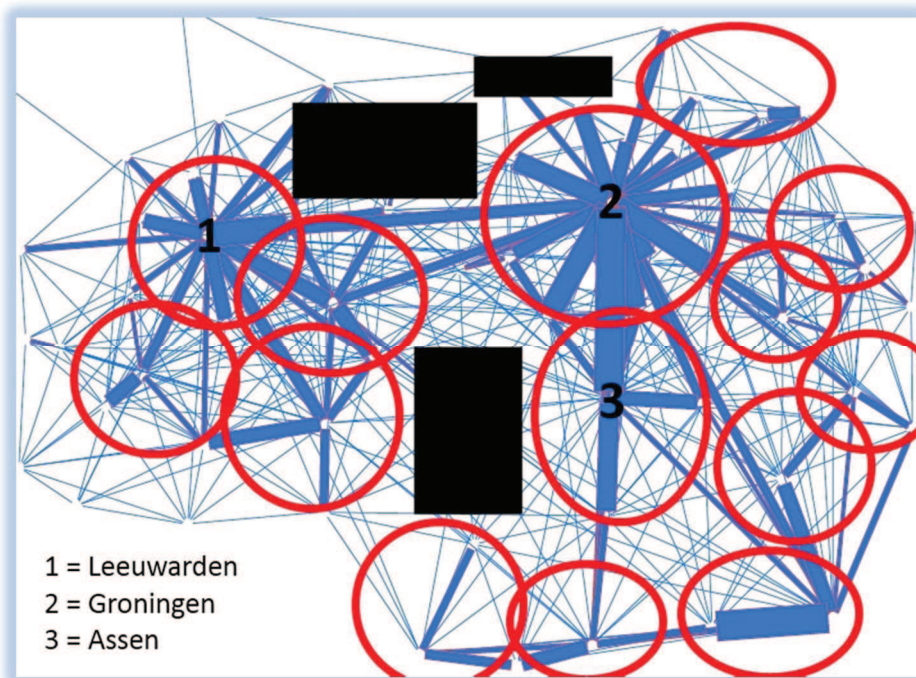 1
2
3
1 = Leeuwarden
2 = Groningen
3 = Assen